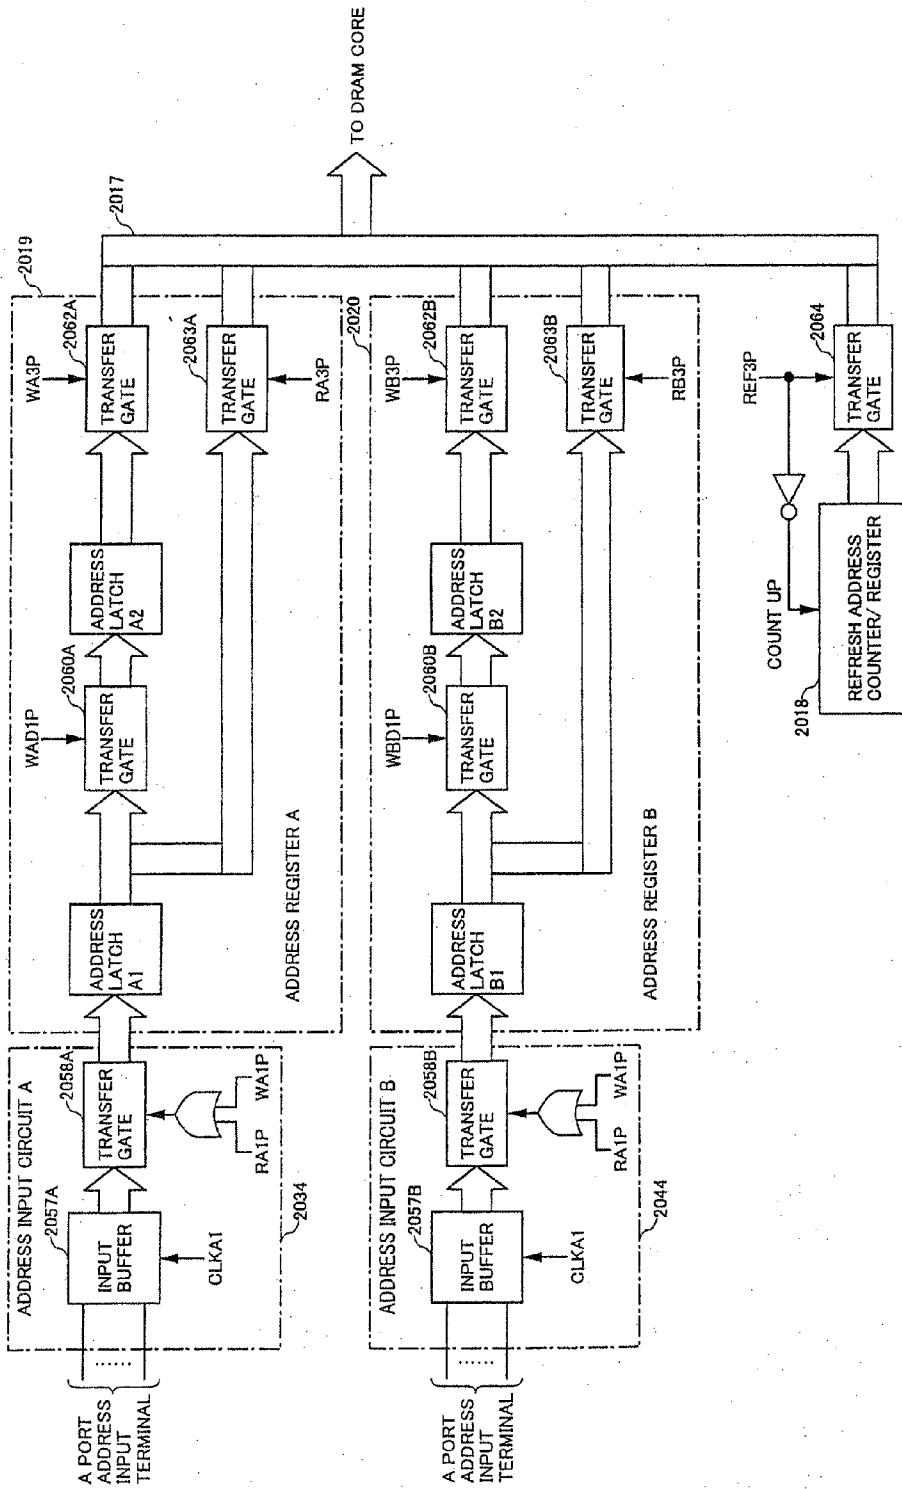 A PORT
ADDRESS
INPUT
TERMINAL
ADDRESS INPUT CIRCUIT A
2057A
INPUT
BUFFER
CLKA1
2058A
TRANSFER
GATE
RA1P
WA1P
2034
2019
ADDRESS
LATCH
A1
WAD1P
2060A
TRANSFER
GATE
ADDRESS
LATCH
A2
WA3P
2062A
TRANSFER
GATE
2063A
TRANSFER
GATE
RA3P
ADDRESS REGISTER A
2017
TO DRAM CORE
A PORT
ADDRESS
INPUT
TERMINAL
ADDRESS INPUT CIRCUIT B
2057B
INPUT
BUFFER
CLKA1
2058B
TRANSFER
GATE
RA1P
WA1P
2044
2020
ADDRESS
LATCH
B1
WBD1P
2060B
TRANSFER
GATE
ADDRESS
LATCH
B2
WB3P
2062B
TRANSFER
GATE
2063B
TRANSFER
GATE
RB3P
ADDRESS REGISTER B
COUNT UP
REF3P
2018
REFRESH ADDRESS
COUNTER/ REGISTER
2064
TRANSFER
GATE